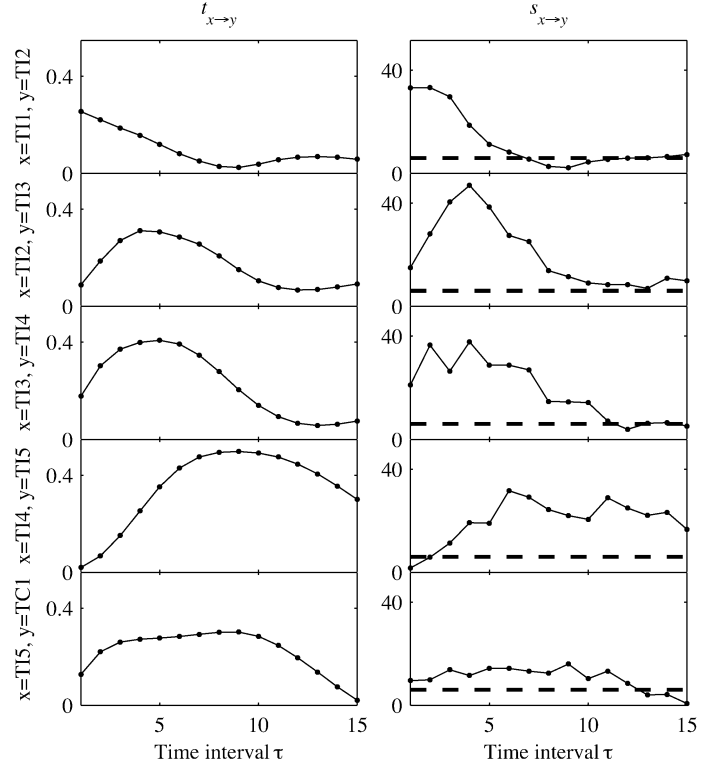 t x→y
s x→y
x=TI1, y=TI2
0.4
0
40
0
x=TI2, y=TI3
0.4
0
40
0
x=TI3, y=TI4
0.4
0
40
0
x=TI4, y=TI5
0.4
0
40
0
x=TI5, y=TC1
0.4
0
40
0
5 10 15
5 10 15
Time interval τ
Time interval τ